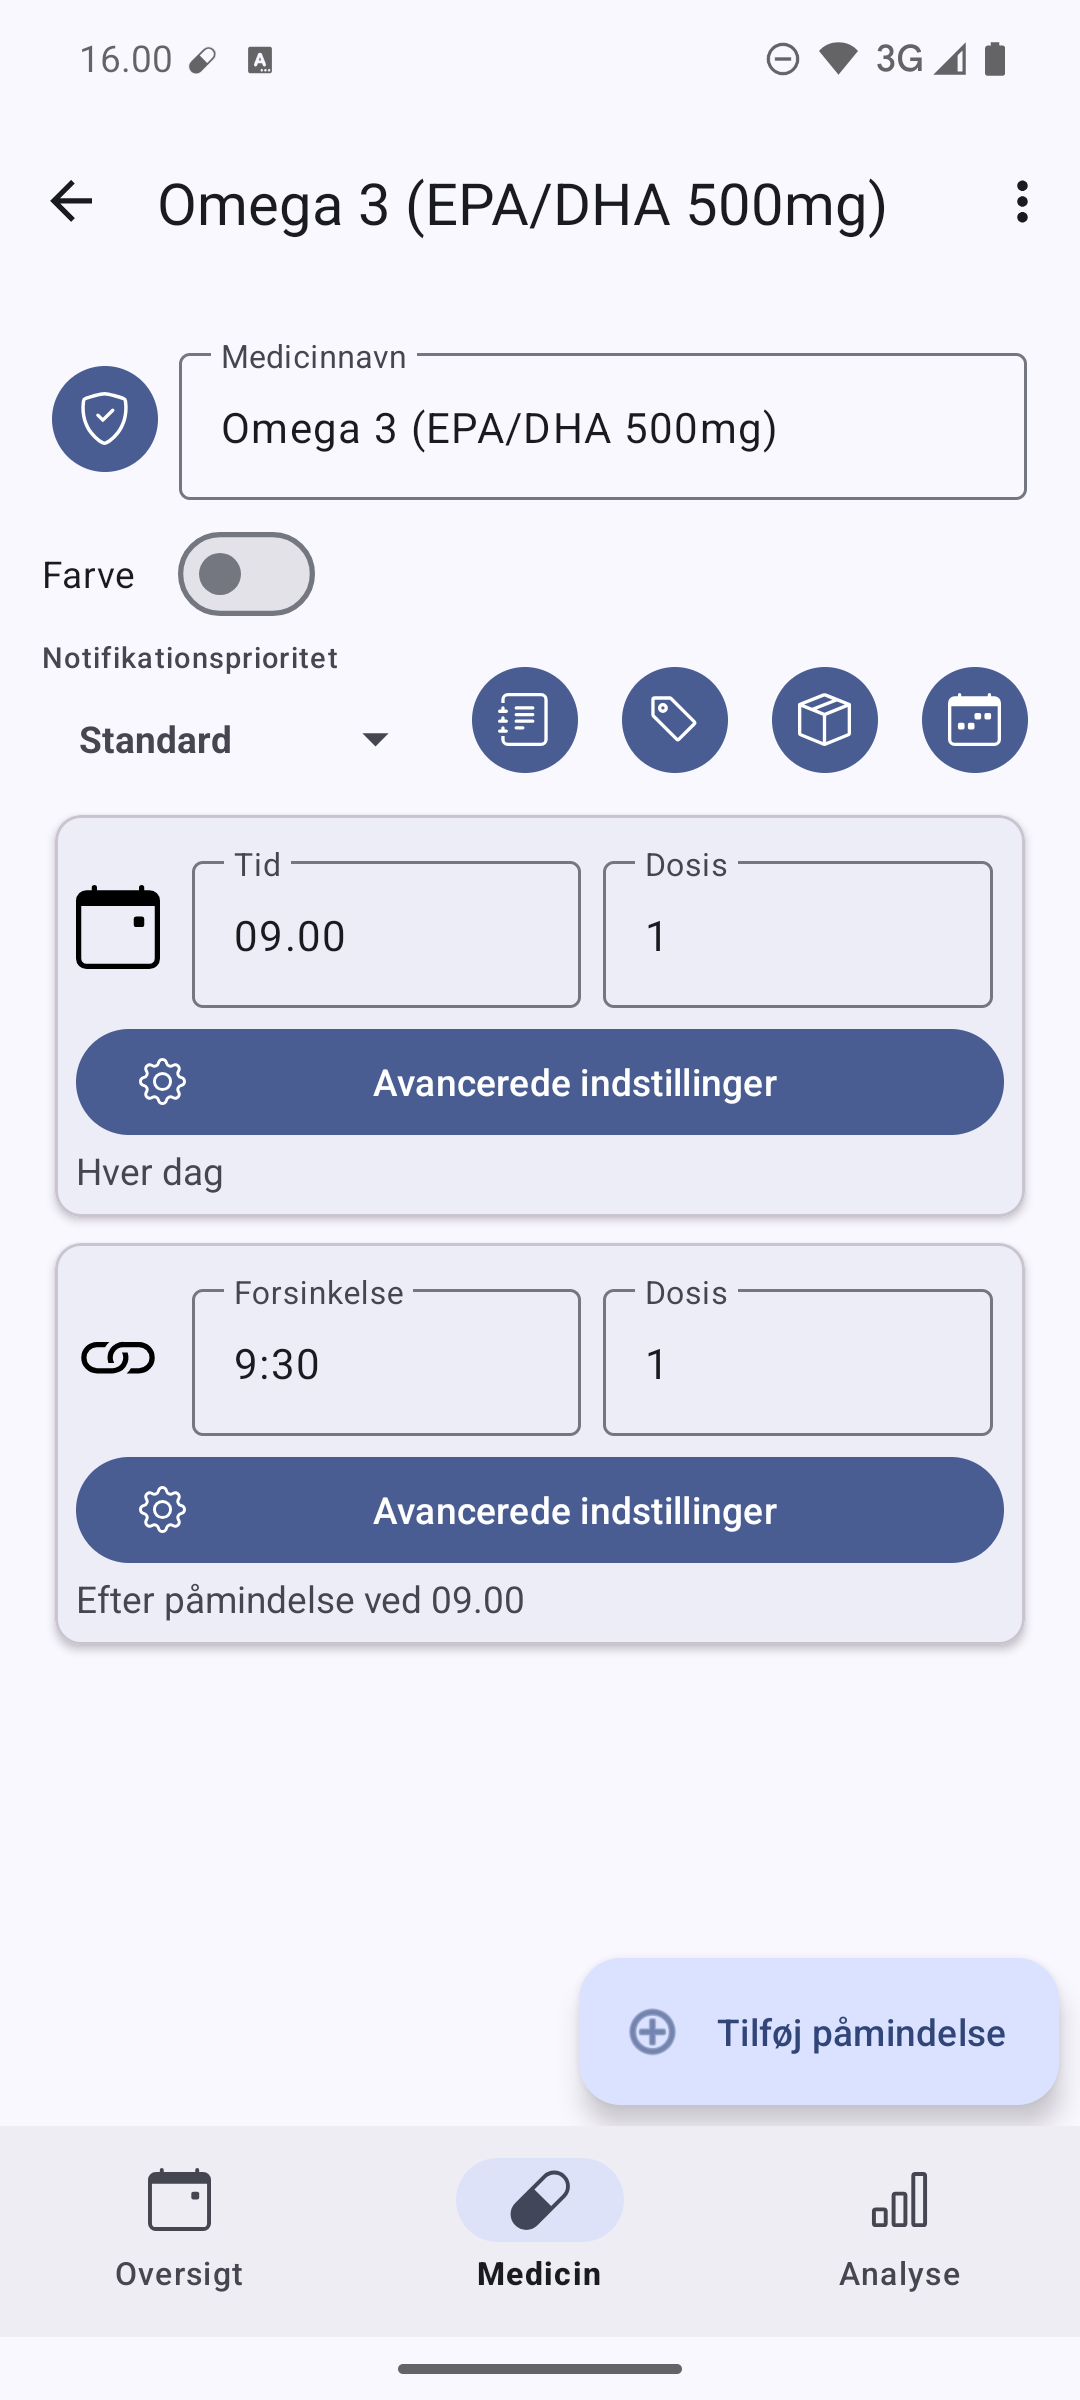 16.00
3G
Omega 3 (EPA/DHA 500mg)
Medicinnavn
Omega 3 (EPA/DHA 500mg)
Farve
Notifikationsprioritet
Standard
Tid
09.00
Dosis
1
Avancerede indstillinger
Hver dag
Forsinkelse
9:30
Dosis
1
Avancerede indstillinger
Efter påmindelse ved 09.00
Tilføj påmindelse
Oversigt
Medicin
Analyse